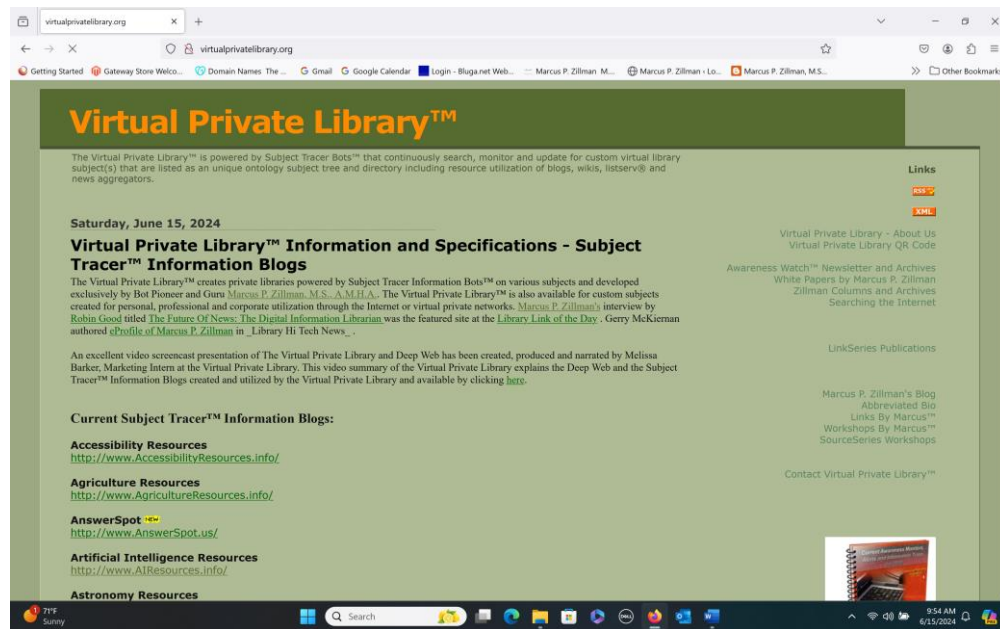 virtualprivatelibrary.org
virtualprivatelibrary.org
Getting Started
Gateway Store Welco...
Domain Names The ...
Gmail
Google Calendar
Login - Bluga.net Web...
Marcus P. Zillman M...
Marcus P. Zillman › Lo...
Marcus P. Zillman, M.S...
Other Bookmarks
Virtual Private Library™
The Virtual Private Library™ is powered by Subject Tracer Bots™ that continuously search, monitor and update for custom virtual library
subject(s) that are listed as an unique ontology subject tree and directory including resource utilization of blogs, wikis, listserv® and
news aggregators.
Saturday, June 15, 2024
Virtual Private Library™ Information and Specifications - Subject
Tracer™ Information Blogs
The Virtual Private Library™ creates private libraries powered by Subject Tracer Information Bots™ on various subjects and developed
exclusively by Bot Pioneer and Guru Marcus P. Zillman, M.S., A.M.H.A.. The Virtual Private Library™ is also available for custom subjects
created for personal, professional and corporate utilization through the Internet or virtual private networks. Marcus P. Zillman's interview by
Robin Good titled The Future Of News: The Digital Information Librarian was the featured site at the Library Link of the Day . Gerry McKiernan
authored eProfile of Marcus P. Zillman in _Library Hi Tech News_ .
An excellent video screencast presentation of The Virtual Private Library and Deep Web has been created, produced and narrated by Melissa
Barker, Marketing Intern at the Virtual Private Library. This video summary of the Virtual Private Library explains the Deep Web and the Subject
Tracer™ Information Blogs created and utilized by the Virtual Private Library and available by clicking here.
Current Subject Tracer™ Information Blogs:
Accessibility Resources
http://www.AccessibilityResources.info/
Agriculture Resources
http://www.AgricultureResources.info/
AnswerSpot NEW
http://www.AnswerSpot.us/
Artificial Intelligence Resources
http://www.AIResources.info/
Astronomy Resources
Links
RSS
XML
Virtual Private Library - About Us
Virtual Private Library QR Code
Awareness Watch™ Newsletter and Archives
White Papers by Marcus P. Zillman
Zillman Columns and Archives
Searching the Internet
LinkSeries Publications
Marcus P. Zillman's Blog
Abbreviated Bio
Links By Marcus™
Workshops By Marcus™
SourceSeries Workshops
Contact Virtual Private Library™
71°F
Sunny
Search
9:54 AM
6/15/2024